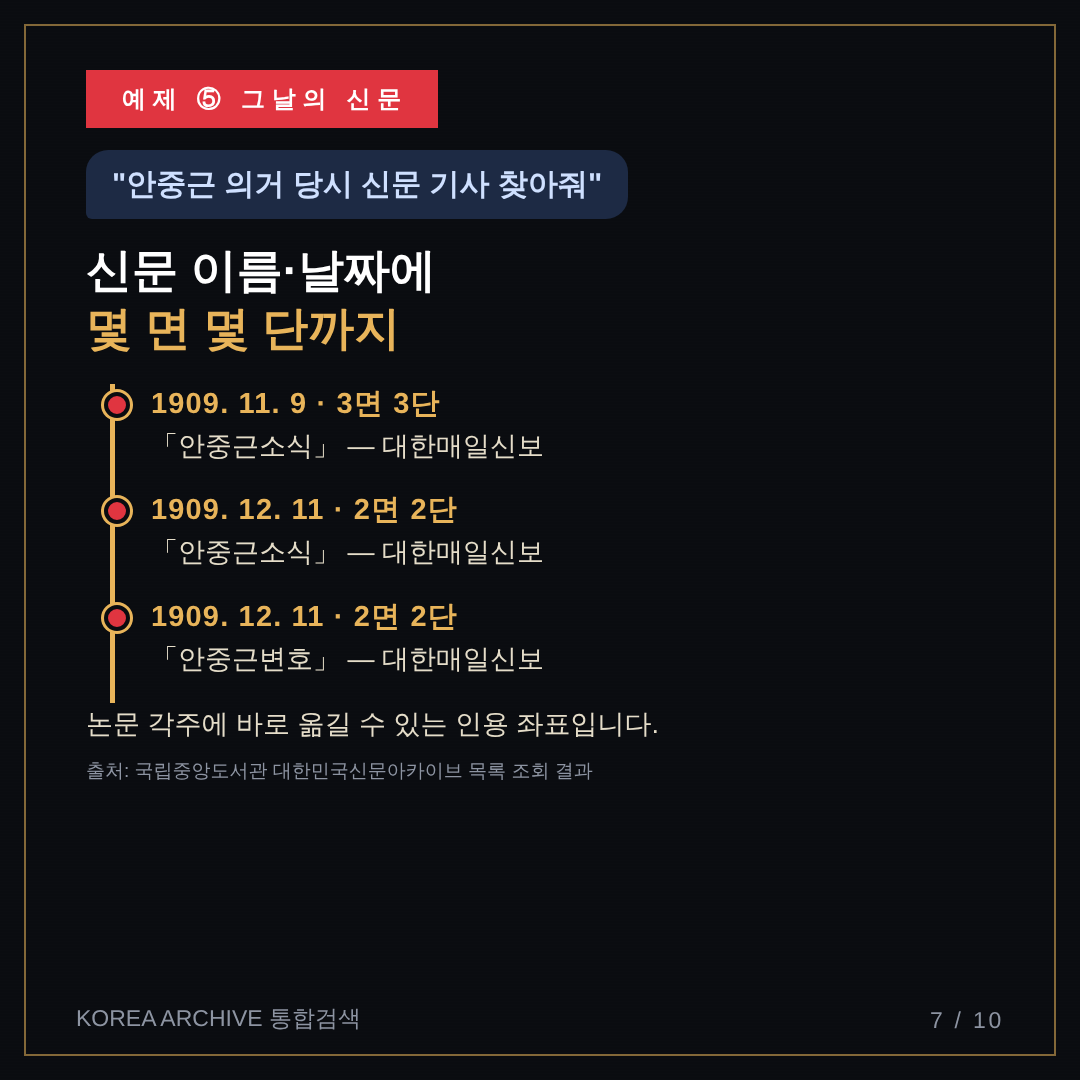 예제 ⑤ 그날의 신문
"안중근 의거 당시 신문 기사 찾아줘"
신문 이름·날짜에
몇 면 몇 단까지
1909. 11. 9 · 3면 3단
「안중근소식」 — 대한매일신보
1909. 12. 11 · 2면 2단
「안중근소식」 — 대한매일신보
1909. 12. 11 · 2면 2단
「안중근변호」 — 대한매일신보
논문 각주에 바로 옮길 수 있는 인용 좌표입니다.
출처: 국립중앙도서관 대한민국신문아카이브 목록 조회 결과
KOREA ARCHIVE 통합검색
7 / 10